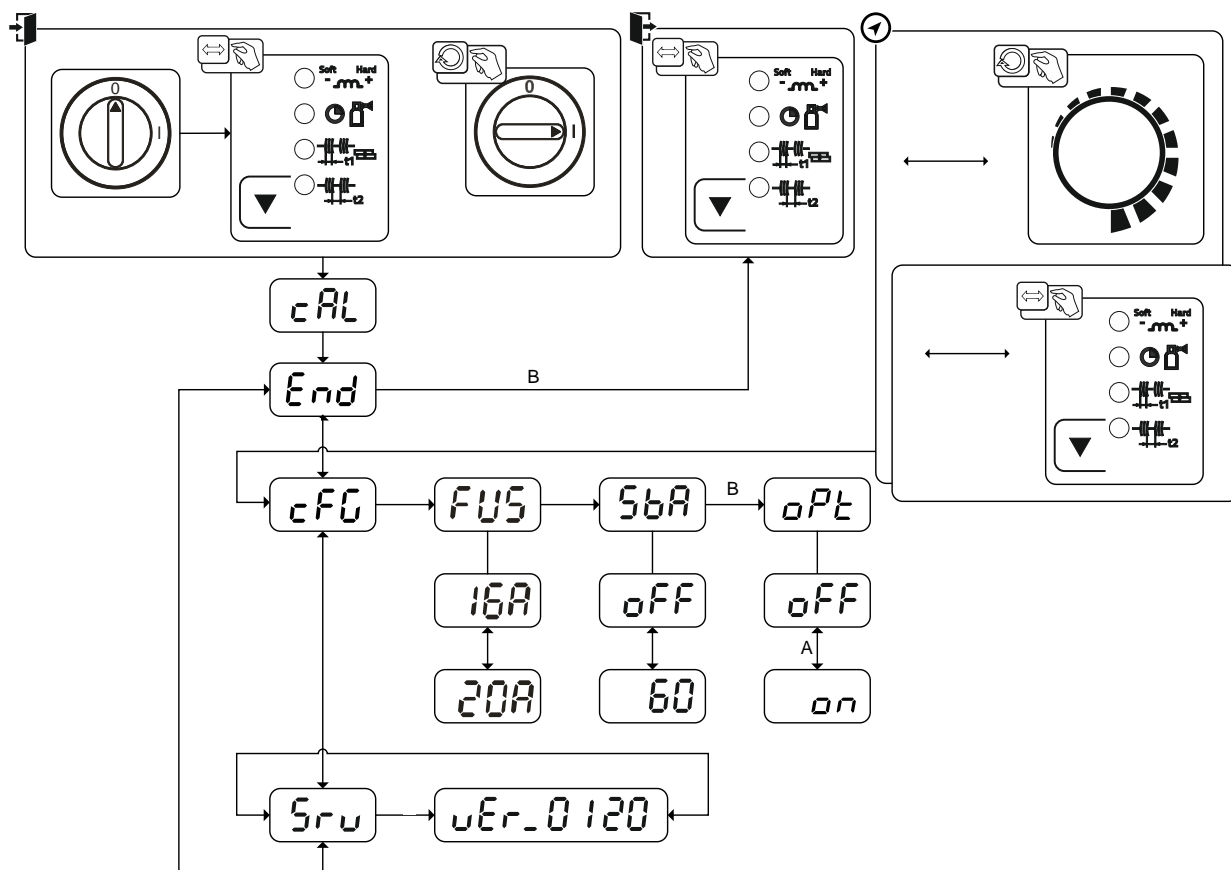 0
I
Soft Hard
- +
t1
t2
0
I
Soft Hard
- +
t1
t2
Soft Hard
- +
t1
t2
cAL
End
B
cFG
FUS
SbA
B
oPt
16A
oFF
oFF
A
20A
60
on
Sru
vEr_0120